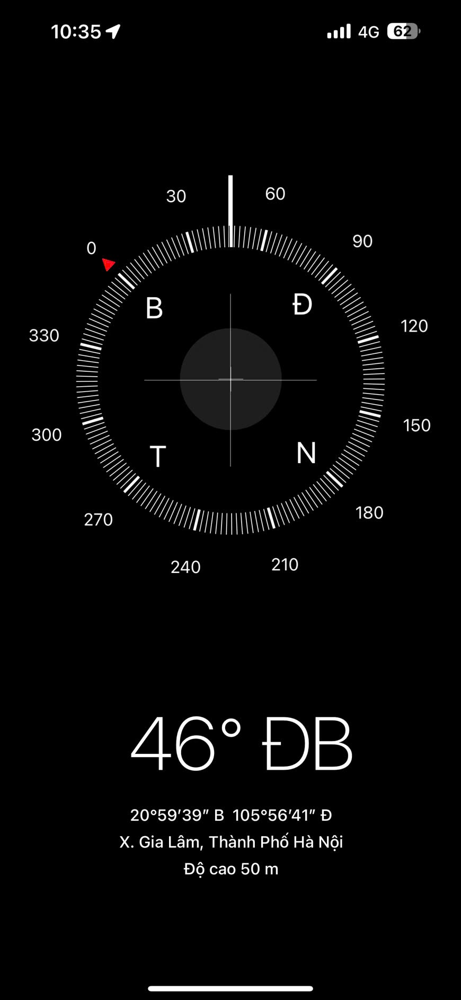 10:35 4G 62
30 60
0 90
B Đ
330 120
300 150
T N
270 180
240 210
46° ĐB
20°59′39″ B 105°56′41″ Đ
X. Gia Lâm, Thành Phố Hà Nội
Độ cao 50 m